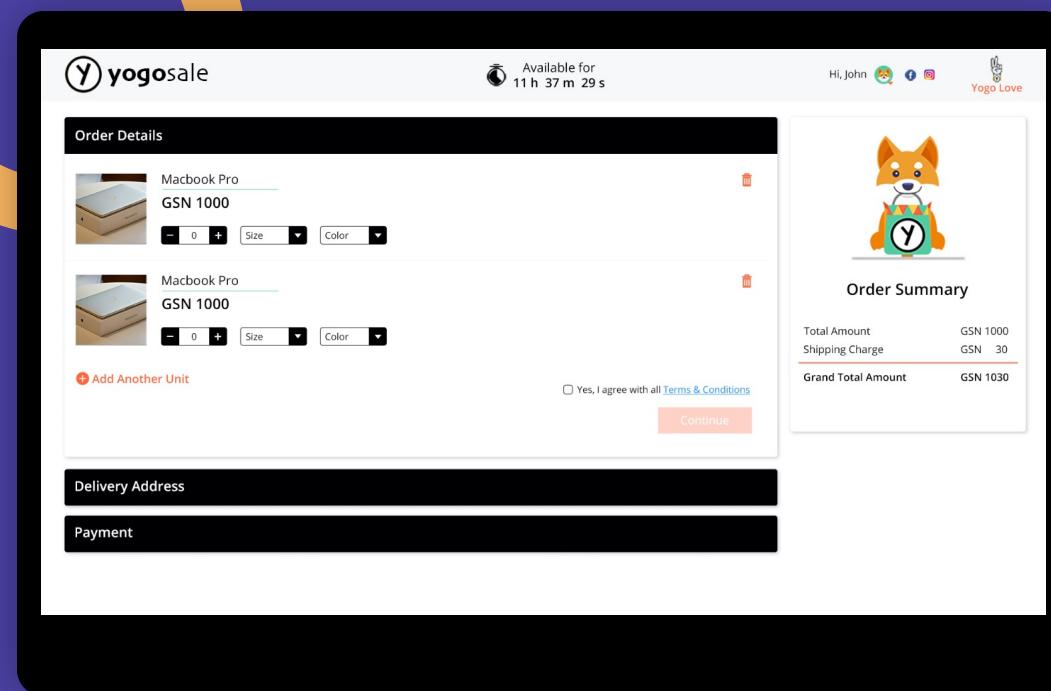 yogosale
Available for
11 h 37 m 29 s
Hi, John
Yogo Love
Order Details
Macbook Pro
GSN 1000
- 0 + Size Color
Macbook Pro
GSN 1000
- 0 + Size Color
Add Another Unit
Yes, I agree with all Terms & Conditions
Continue
Delivery Address
Payment
Order Summary
Total Amount GSN 1000
Shipping Charge GSN 30
Grand Total Amount GSN 1030